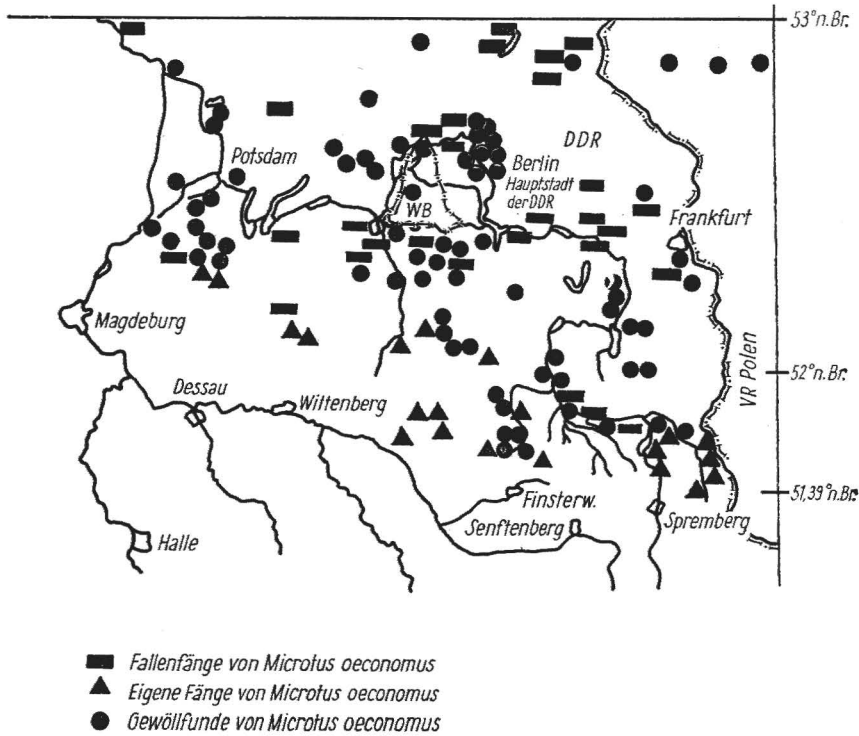 53° n. Br.
DDR
Potsdam
Berlin
Hauptstadt
der DDR
WB
Frankfurt
Magdeburg
VR Polen
52° n. Br.
Dessau
Wittenberg
51,39° n. Br.
Finsterw.
Senftenberg
Spremberg
Halle
Fallenfänge von Microtus oeconomus
Eigene Fänge von Microtus oeconomus
Gewöllfunde von Microtus oeconomus